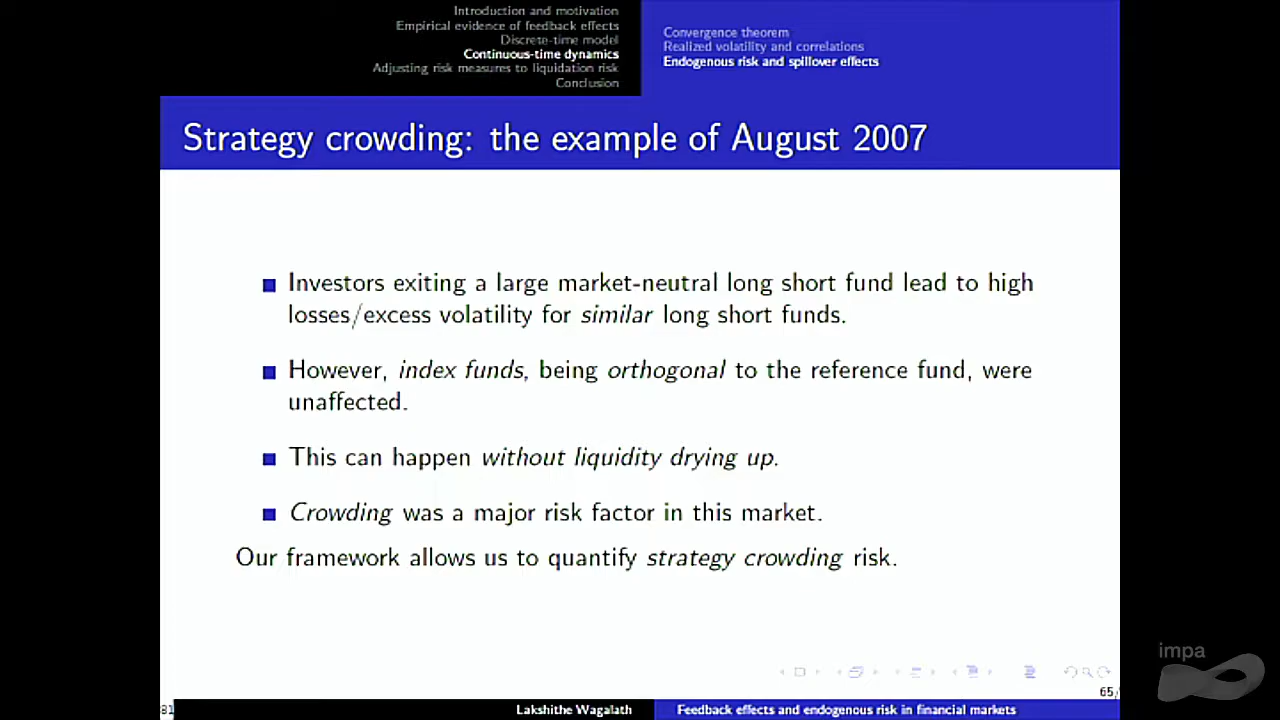 Introduction and motivation
Empirical evidence of feedback effects
Discrete-time model
Continuous-time dynamics
Adjusting risk measures to liquidation risk
Conclusion
Convergence theorem
Realized volatility and correlations
Endogenous risk and spillover effects
Strategy crowding: the example of August 2007
Investors exiting a large market-neutral long short fund lead to high
losses/excess volatility for similar long short funds.
However, index funds, being orthogonal to the reference fund, were
unaffected.
This can happen without liquidity drying up.
Crowding was a major risk factor in this market.
Our framework allows us to quantify strategy crowding risk.
impa
65/
81
Lakshithe Wagalath
Feedback effects and endogenous risk in financial markets